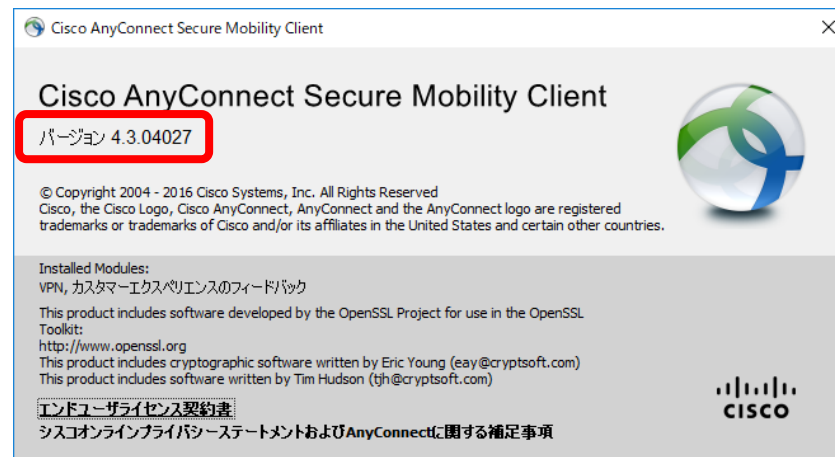 Cisco AnyConnect Secure Mobility Client
Cisco AnyConnect Secure Mobility Client
バージョン 4.3.04027
© Copyright 2004 - 2016 Cisco Systems, Inc. All Rights Reserved
Cisco, the Cisco Logo, Cisco AnyConnect, AnyConnect and the AnyConnect logo are registered
trademarks or trademarks of Cisco and/or its affiliates in the United States and certain other countries.
Installed Modules:
VPN, カスタマーエクスペリエンスのフィードバック
This product includes software developed by the OpenSSL Project for use in the OpenSSL
Toolkit:
http://www.openssl.org
This product includes cryptographic software written by Eric Young (eay@cryptsoft.com)
This product includes software written by Tim Hudson (tjh@cryptsoft.com)
エンドユーザライセンス契約書
シスコオンラインプライバシーステートメントおよびAnyConnectに関する補足事項
CISCO